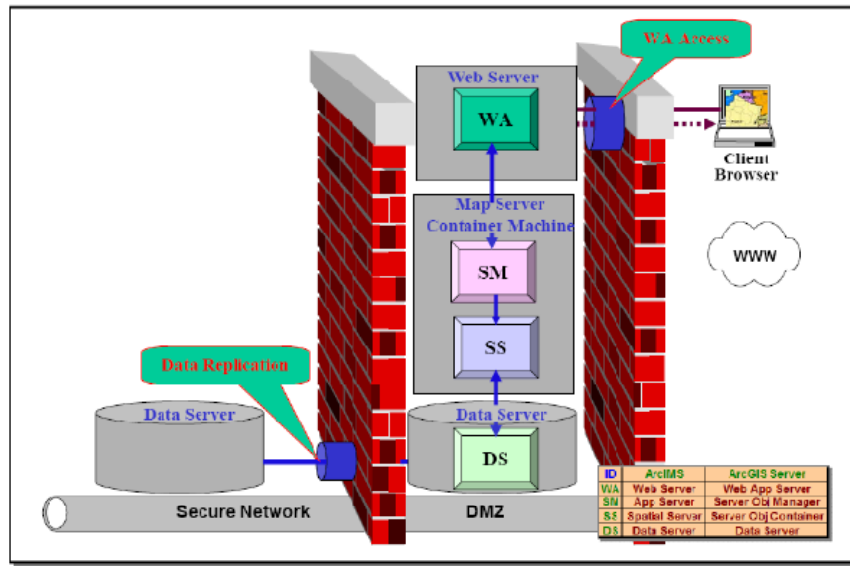 WA Access
Web Server
WA
Client
Browser
Map Server
Container Machine
SM
WWW
SS
Data Replication
Data Server
Data Server
DS
Secure Network
DMZ
ID ArcIMS ArcGIS Server
WA Web Server Web App Server
SM App Server Server Obj Manager
SS Spatial Server Server Obj Container
DS Data Server Data Server